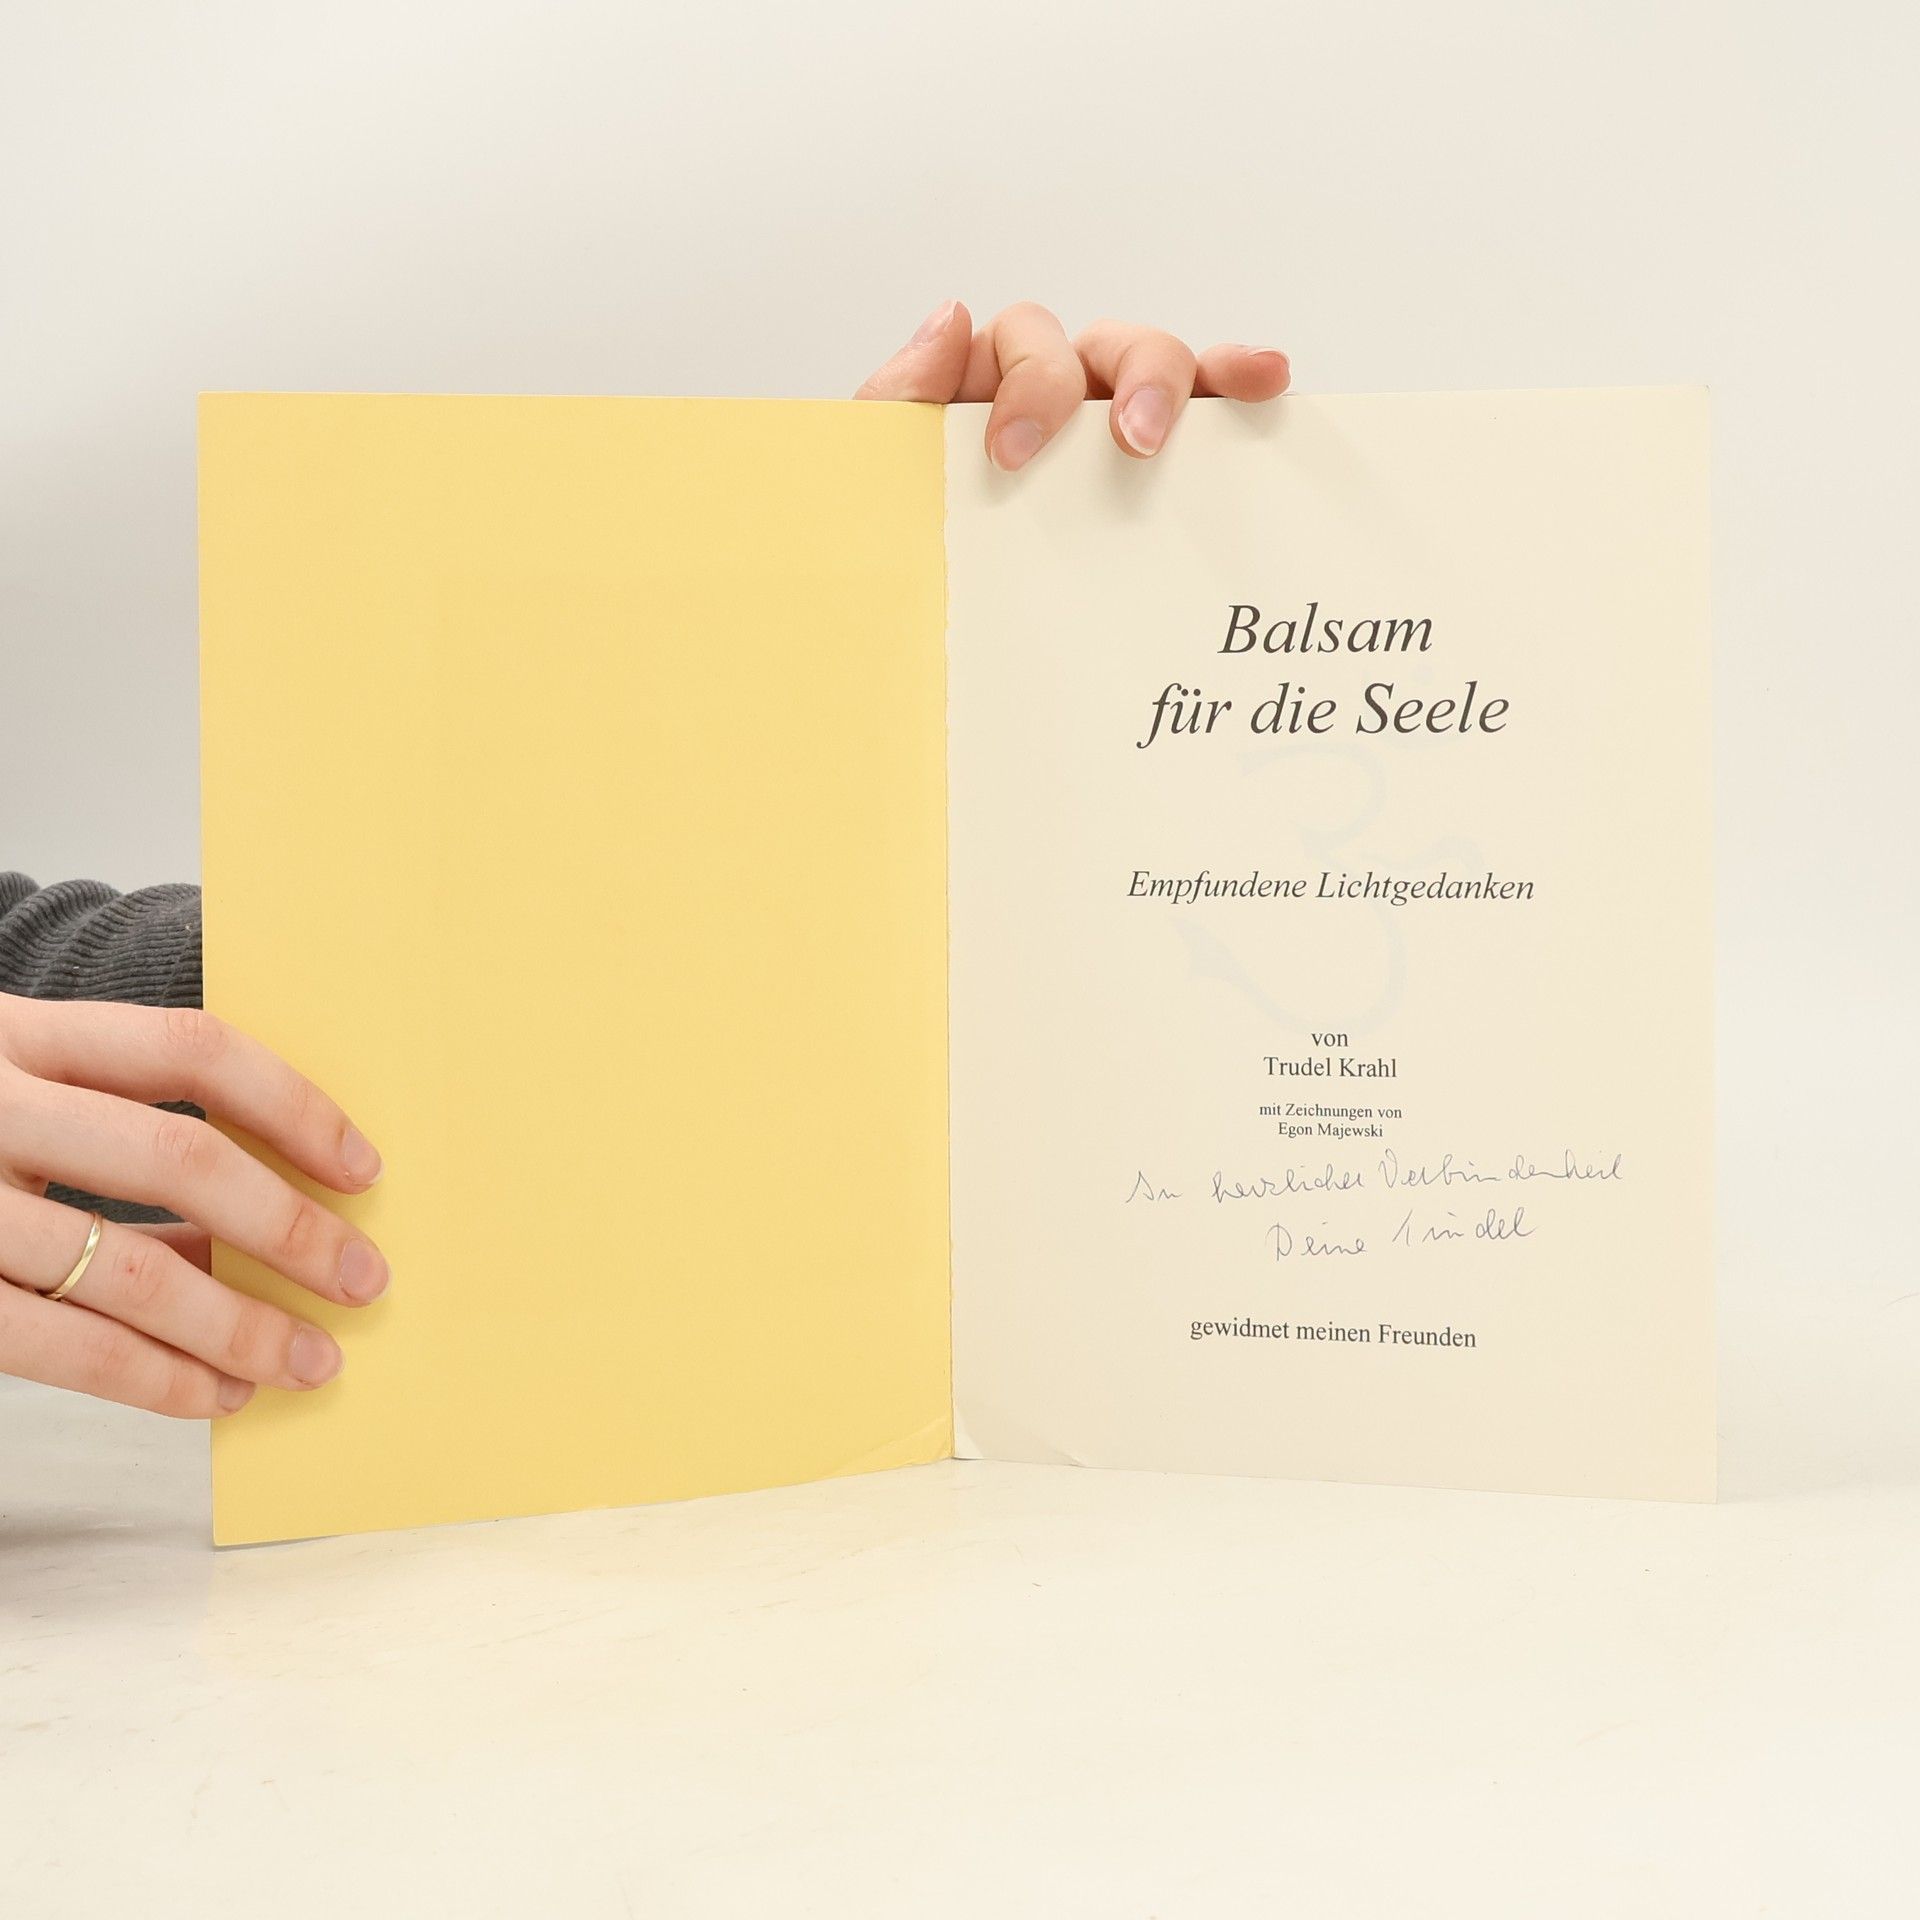 Balsam
für die Seele
Empfundene Lichtgedanken
von
Trudel Krahl
mit Zeichnungen von
Egon Majewski
In herzlicher Verbundenheit
Deine Trudel
gewidmet meinen Freunden